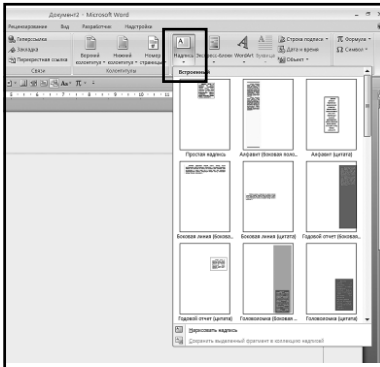 Документ2 - Microsoft Word
Рецензирование Вид Разработчик Надстройки
Гиперссылка
Закладка
Перекрестная ссылка
Связи
Верхний колонтитул
Нижний колонтитул
Номер страницы
Колонтитулы
Надпись Экспресс-блоки WordArt Буквица
Строка подписи
Дата и время
Объект
Формула
Символ
Встроенный
Простая надпись Алфавит (боковая поло... Алфавит (цитата)
Боковая линия (бокова... Боковая линия (цитата) Годовой отчет (боковая...
Годовой отчет (цитата) Головоломка (боковая ... Головоломка (цитата)
Нарисовать надпись
Сохранить выделенный фрагмент в коллекцию надписей